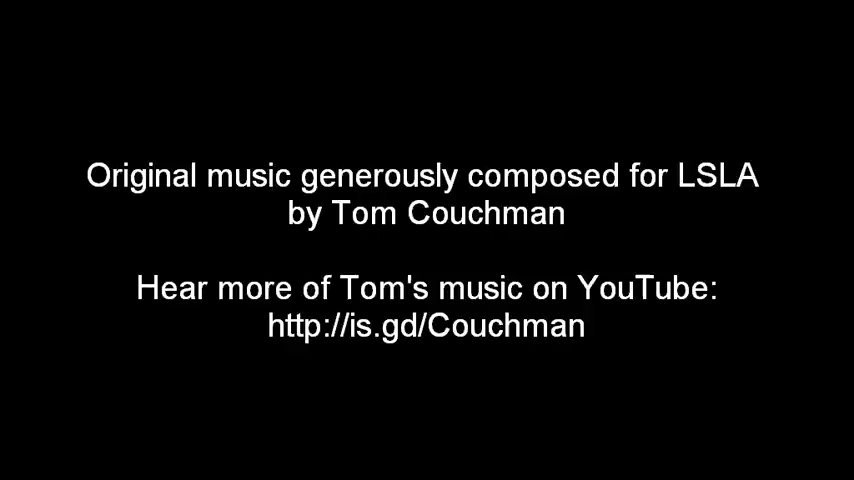 Original music generously composed for LSLA
by Tom Couchman
Hear more of Tom's music on YouTube:
http://is.gd/Couchman